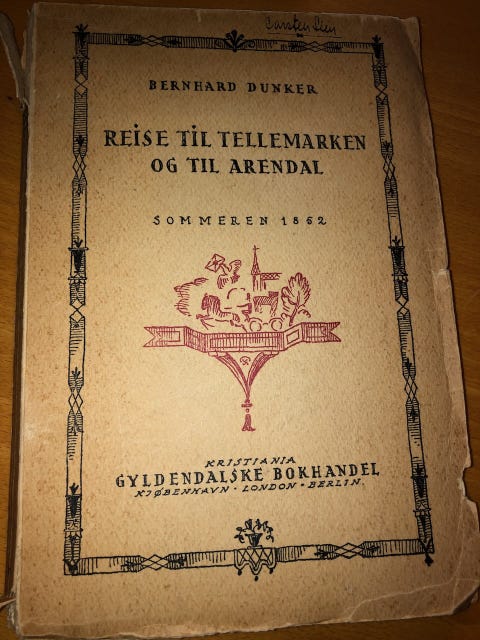 BERNHARD DUNKER
REISE TIL TELLEMARKEN
OG TIL ARENDAL
SOMMEREN 1862
KRISTIANIA
GYLDENDALSKE BOKHANDEL
KJØBENHAVN · LONDON · BERLIN.